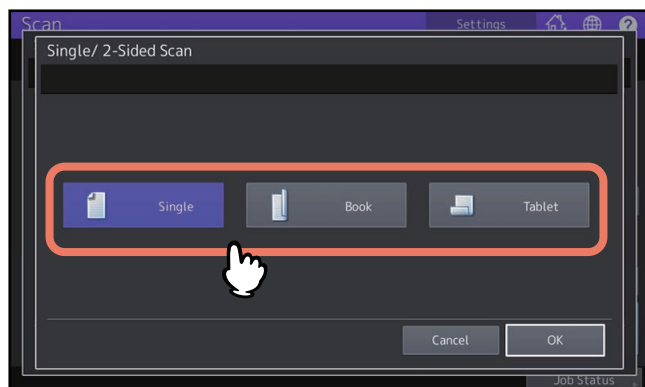 Scan Settings
Single/ 2-Sided Scan
Single Book Tablet
Cancel OK
Job Status